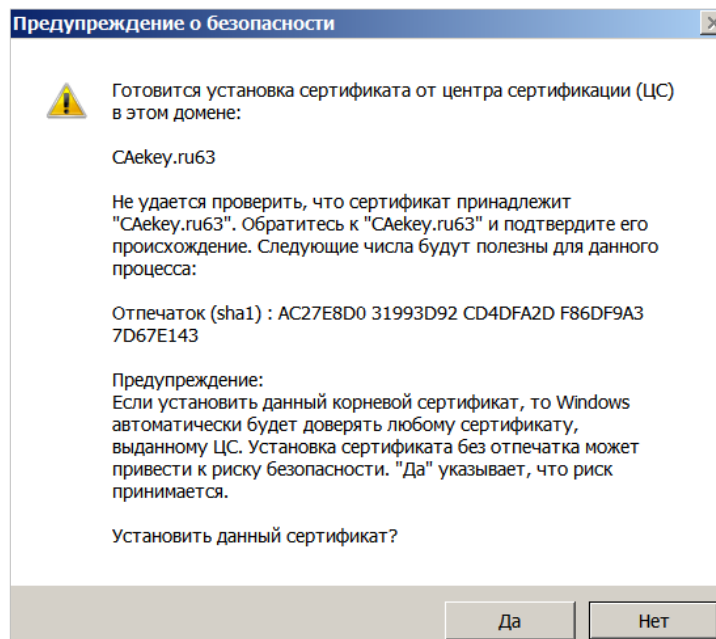 Предупреждение о безопасности
Готовится установка сертификата от центра сертификации (ЦС)
в этом домене:
CAekey.ru63
Не удается проверить, что сертификат принадлежит
"CAekey.ru63". Обратитесь к "CAekey.ru63" и подтвердите его
происхождение. Следующие числа будут полезны для данного
процесса:
Отпечаток (sha1) : AC27E8D0 31993D92 CD4DFA2D F86DF9A3
7D67E143
Предупреждение:
Если установить данный корневой сертификат, то Windows
автоматически будет доверять любому сертификату,
выданному ЦС. Установка сертификата без отпечатка может
привести к риску безопасности. "Да" указывает, что риск
принимается.
Установить данный сертификат?
Да
Нет